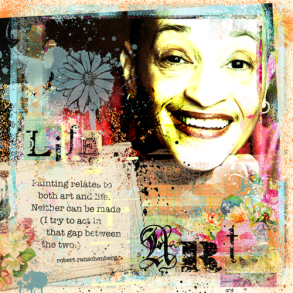 Life
Painting relates to
both art and life.
Neither can be made
(I try to act in
that gap between
the two.)
robert rauschenberg
ART